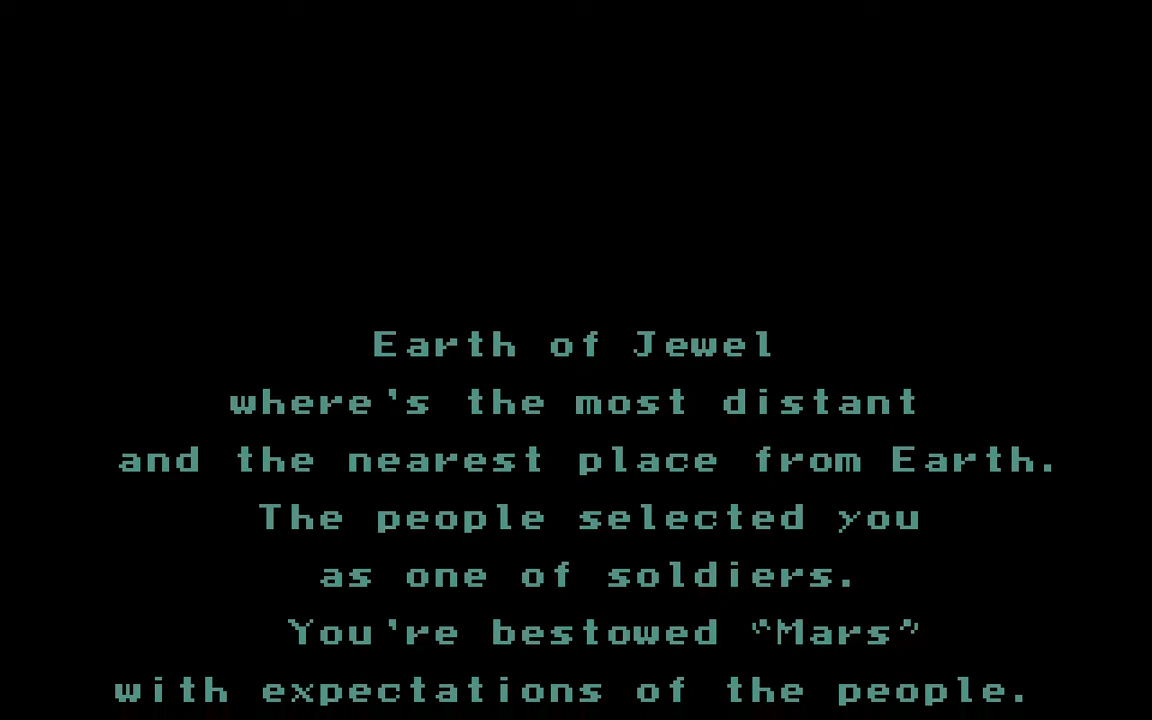 Earth of Jewel
where's the most distant
and the nearest place from Earth.
The people selected you
as one of soldiers.
You're bestowed "Mars"
with expectations of the people.